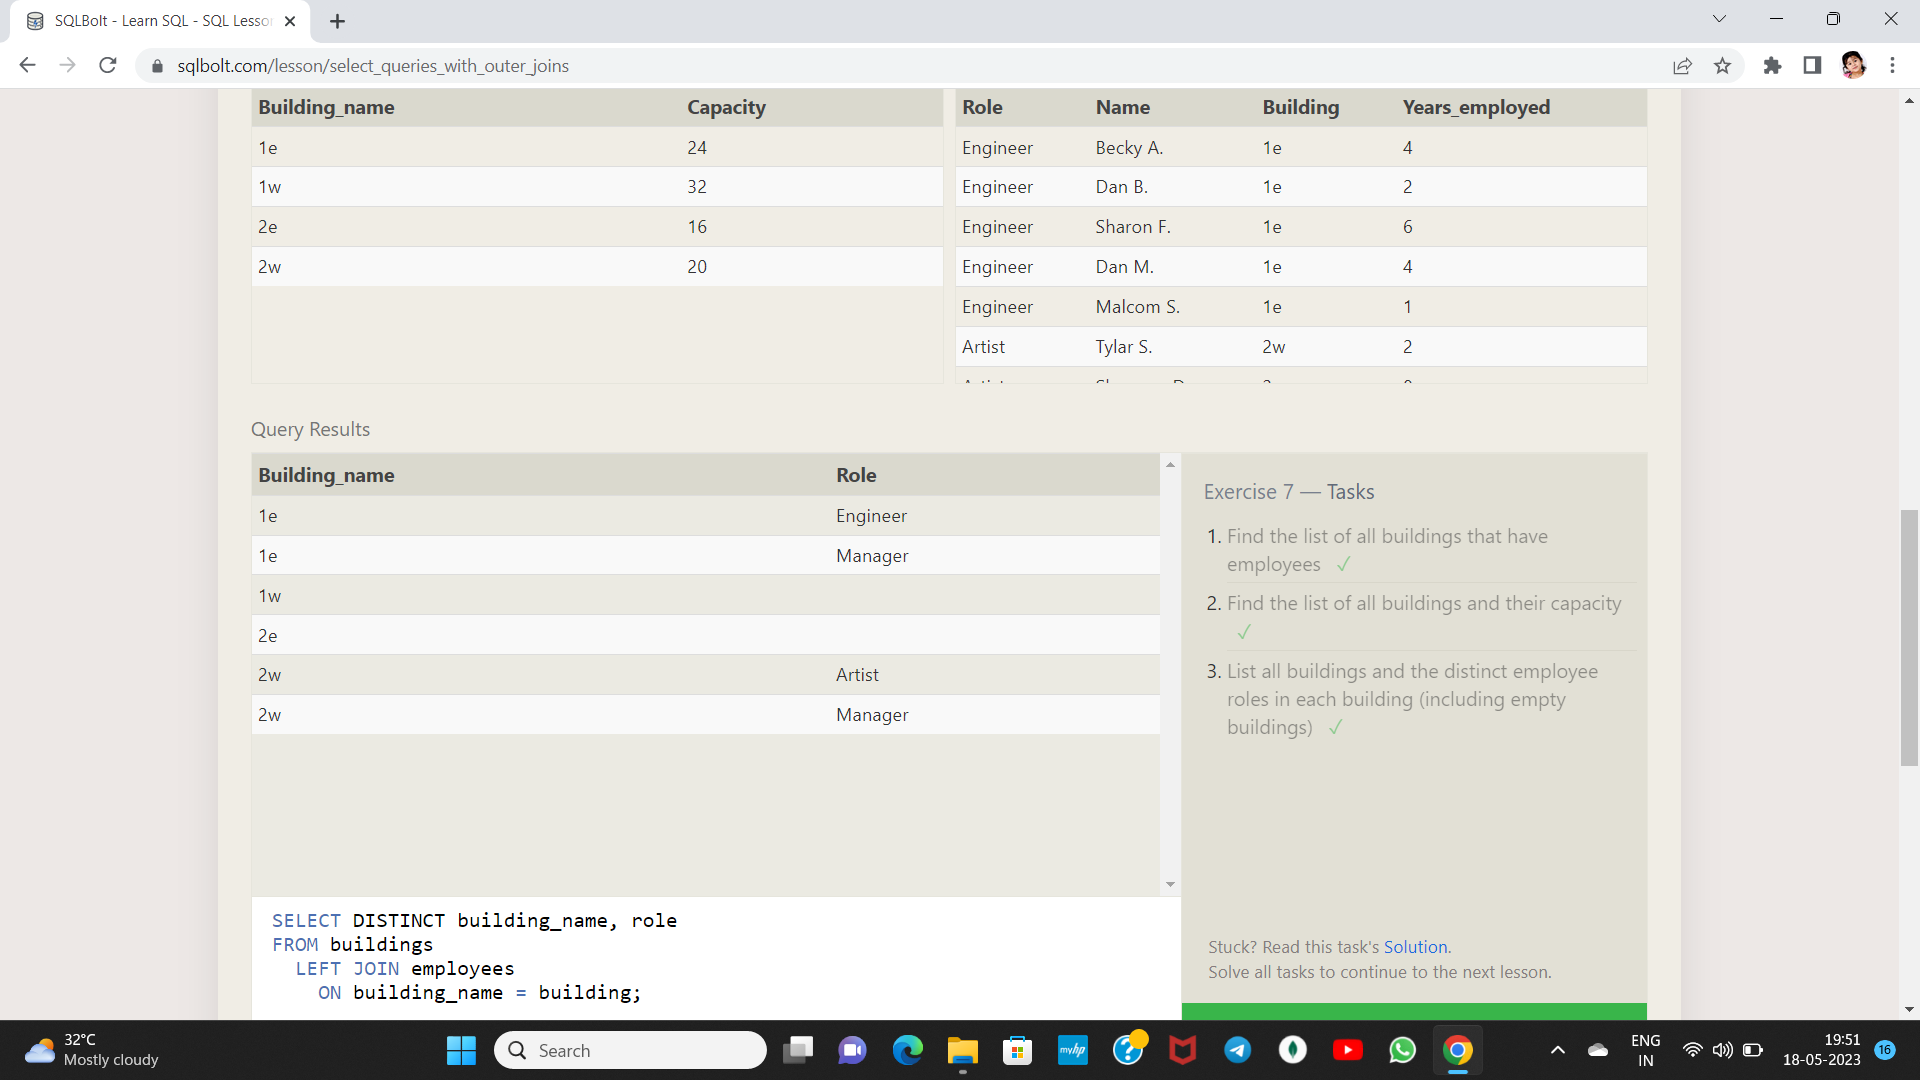 SQLBolt - Learn SQL - SQL Lesson
sqlbolt.com/lesson/select_queries_with_outer_joins
Building_name Capacity
1e 24
1w 32
2e 16
2w 20
Role Name Building Years_employed
Engineer Becky A. 1e 4
Engineer Dan B. 1e 2
Engineer Sharon F. 1e 6
Engineer Dan M. 1e 4
Engineer Malcom S. 1e 1
Artist Tylar S. 2w 2
Query Results
Building_name Role
1e Engineer
1e Manager
1w
2e
2w Artist
2w Manager
Exercise 7 — Tasks
1. Find the list of all buildings that have
employees ✓
2. Find the list of all buildings and their capacity
✓
3. List all buildings and the distinct employee
roles in each building (including empty
buildings) ✓
SELECT DISTINCT building_name, role
FROM buildings
LEFT JOIN employees
ON building_name = building;
Stuck? Read this task's Solution.
Solve all tasks to continue to the next lesson.
32°C
Mostly cloudy
Search
myhp
ENG
IN
19:51
18-05-2023
16